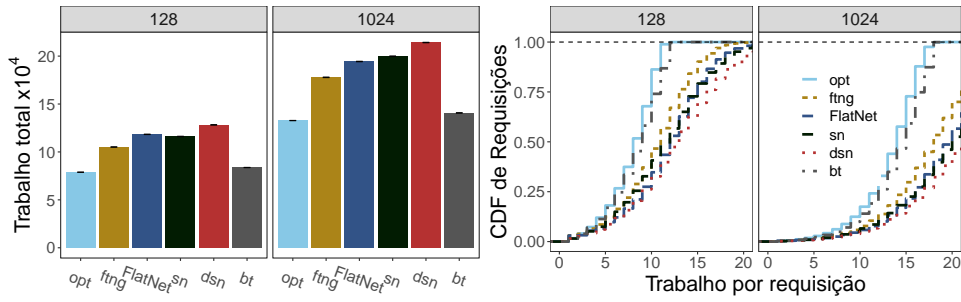 128
1024
Trabalho total x10⁴
20
15
10
5
0
opt
ftng
FlatNet
sn
dsn
bt
opt
ftng
FlatNet
sn
dsn
bt
128
1024
CDF de Requisições
1.00
0.75
0.50
0.25
0.00
opt
ftng
FlatNet
sn
dsn
bt
0 5 10 15 20
0 5 10 15 20
Trabalho por requisição